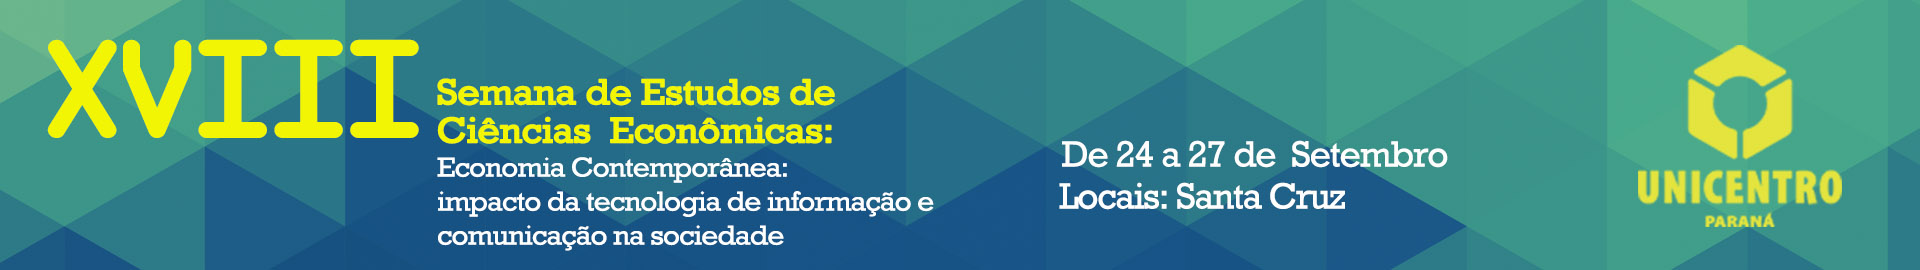 XVIII
Semana de Estudos de
Ciências Econômicas:
Economia Contemporânea:
impacto da tecnologia de informação e
comunicação na sociedade
De 24 a 27 de Setembro
Locais: Santa Cruz
UNICENTRO
PARANÁ